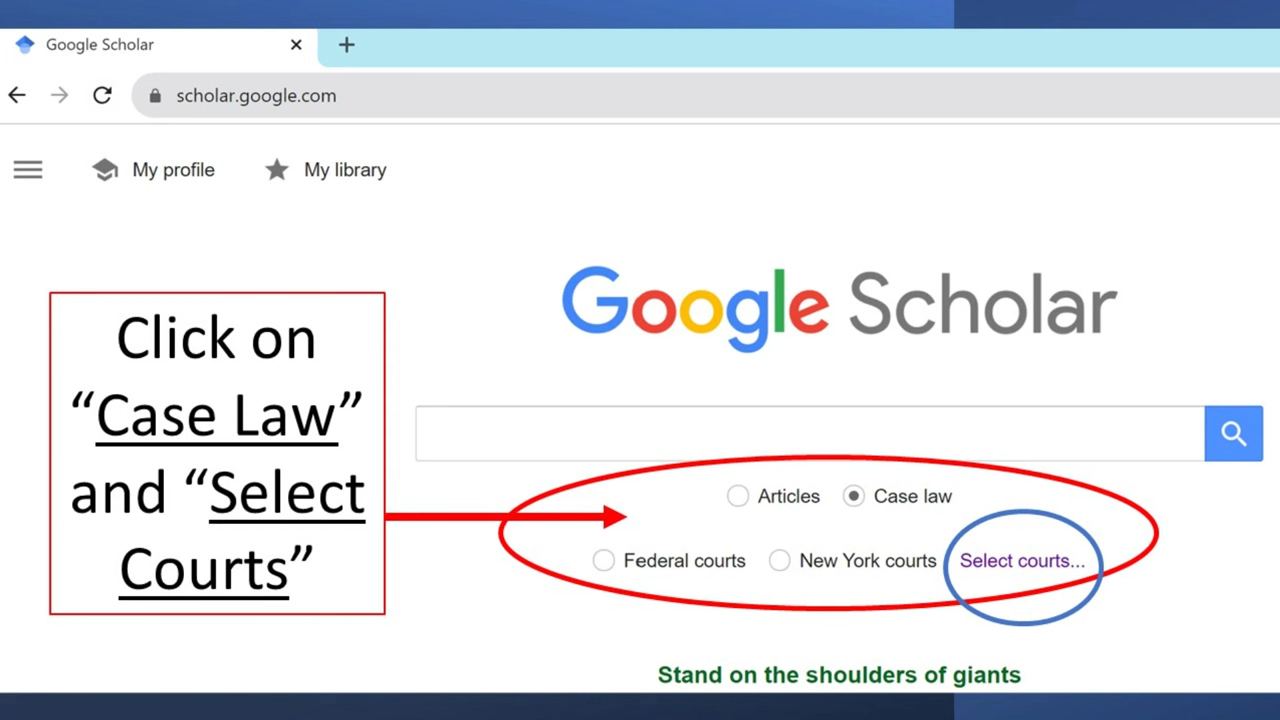 Google Scholar
scholar.google.com
My profile
My library
Google Scholar
Click on
“Case Law”
and “Select
Courts”
Articles
Case law
Federal courts
New York courts
Select courts...
Stand on the shoulders of giants